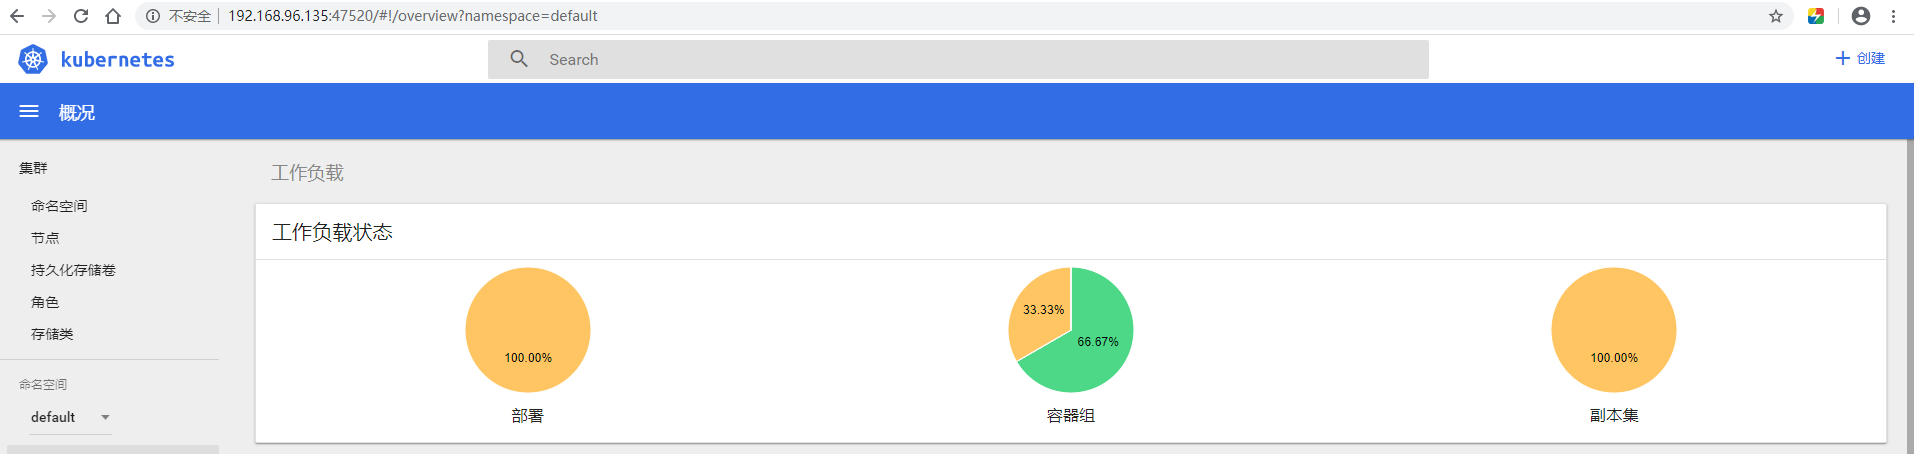 不安全 192.168.96.135:47520/#!/overview?namespace=default
kubernetes Search 创建
概况
集群
命名空间
节点
持久化存储卷
角色
存储类
命名空间
default
工作负载
工作负载状态
100.00%
部署
33.33%
66.67%
容器组
100.00%
副本集